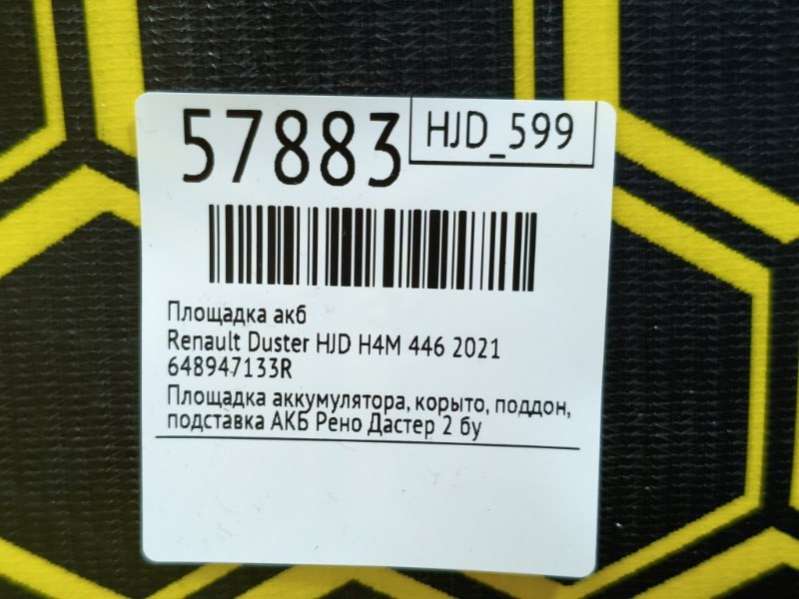 57883
HJD_599
Площадка акб
Renault Duster HJD H4M 446 2021
648947133R
Площадка аккумулятора, корыто, поддон,
подставка АКБ Рено Дастер 2 бу